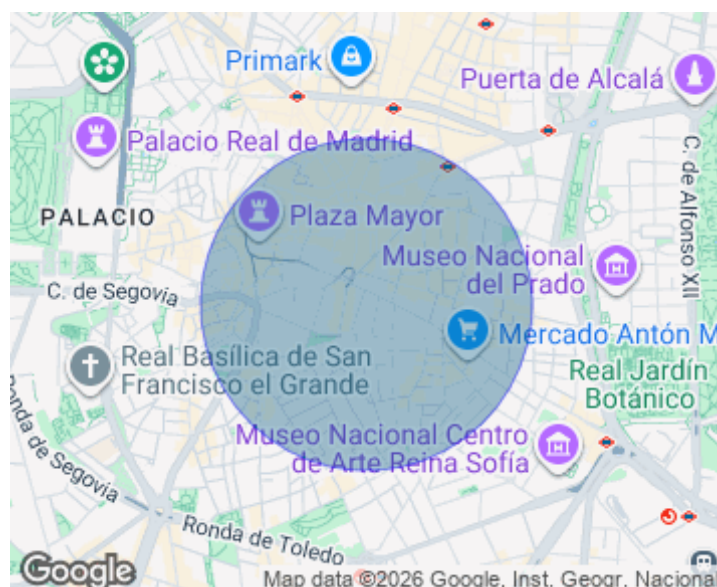 Primark
Puerta de Alcalá
Palacio Real de Madrid
PALACIO
Plaza Mayor
C. de Alfonso XII
Museo Nacional
del Prado
C. de Segovia
Mercado Antón M
Real Basílica de San
Francisco el Grande
Real Jardín
Botánico
Ronda de Segovia
Museo Nacional Centro
de Arte Reina Sofía
Ronda de Toledo
Google
Map data ©2026 Google, Inst. Geogr. Nacional